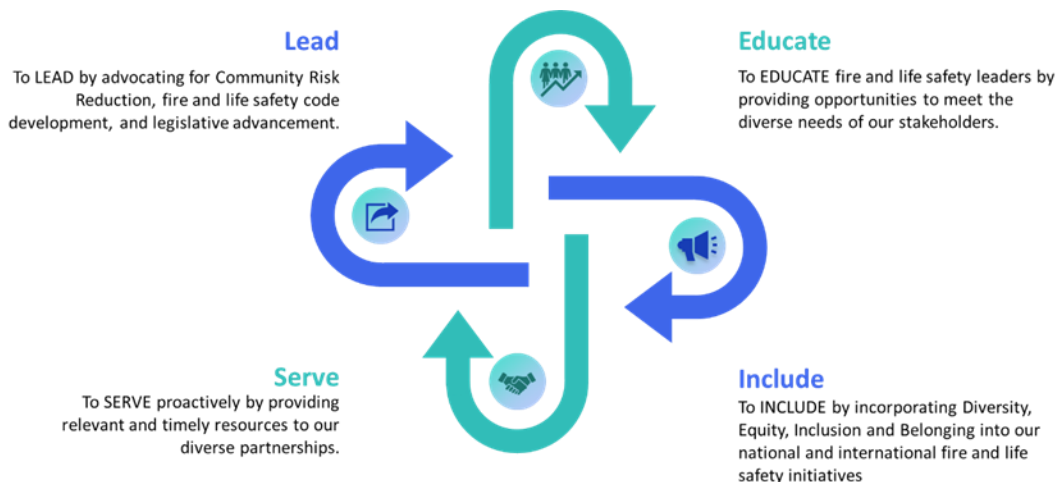 Lead
To LEAD by advocating for Community Risk
Reduction, fire and life safety code
development, and legislative advancement.
Educate
To EDUCATE fire and life safety leaders by
providing opportunities to meet the
diverse needs of our stakeholders.
Serve
To SERVE proactively by providing
relevant and timely resources to our
diverse partnerships.
Include
To INCLUDE by incorporating Diversity,
Equity, Inclusion and Belonging into our
national and international fire and life
safety initiatives